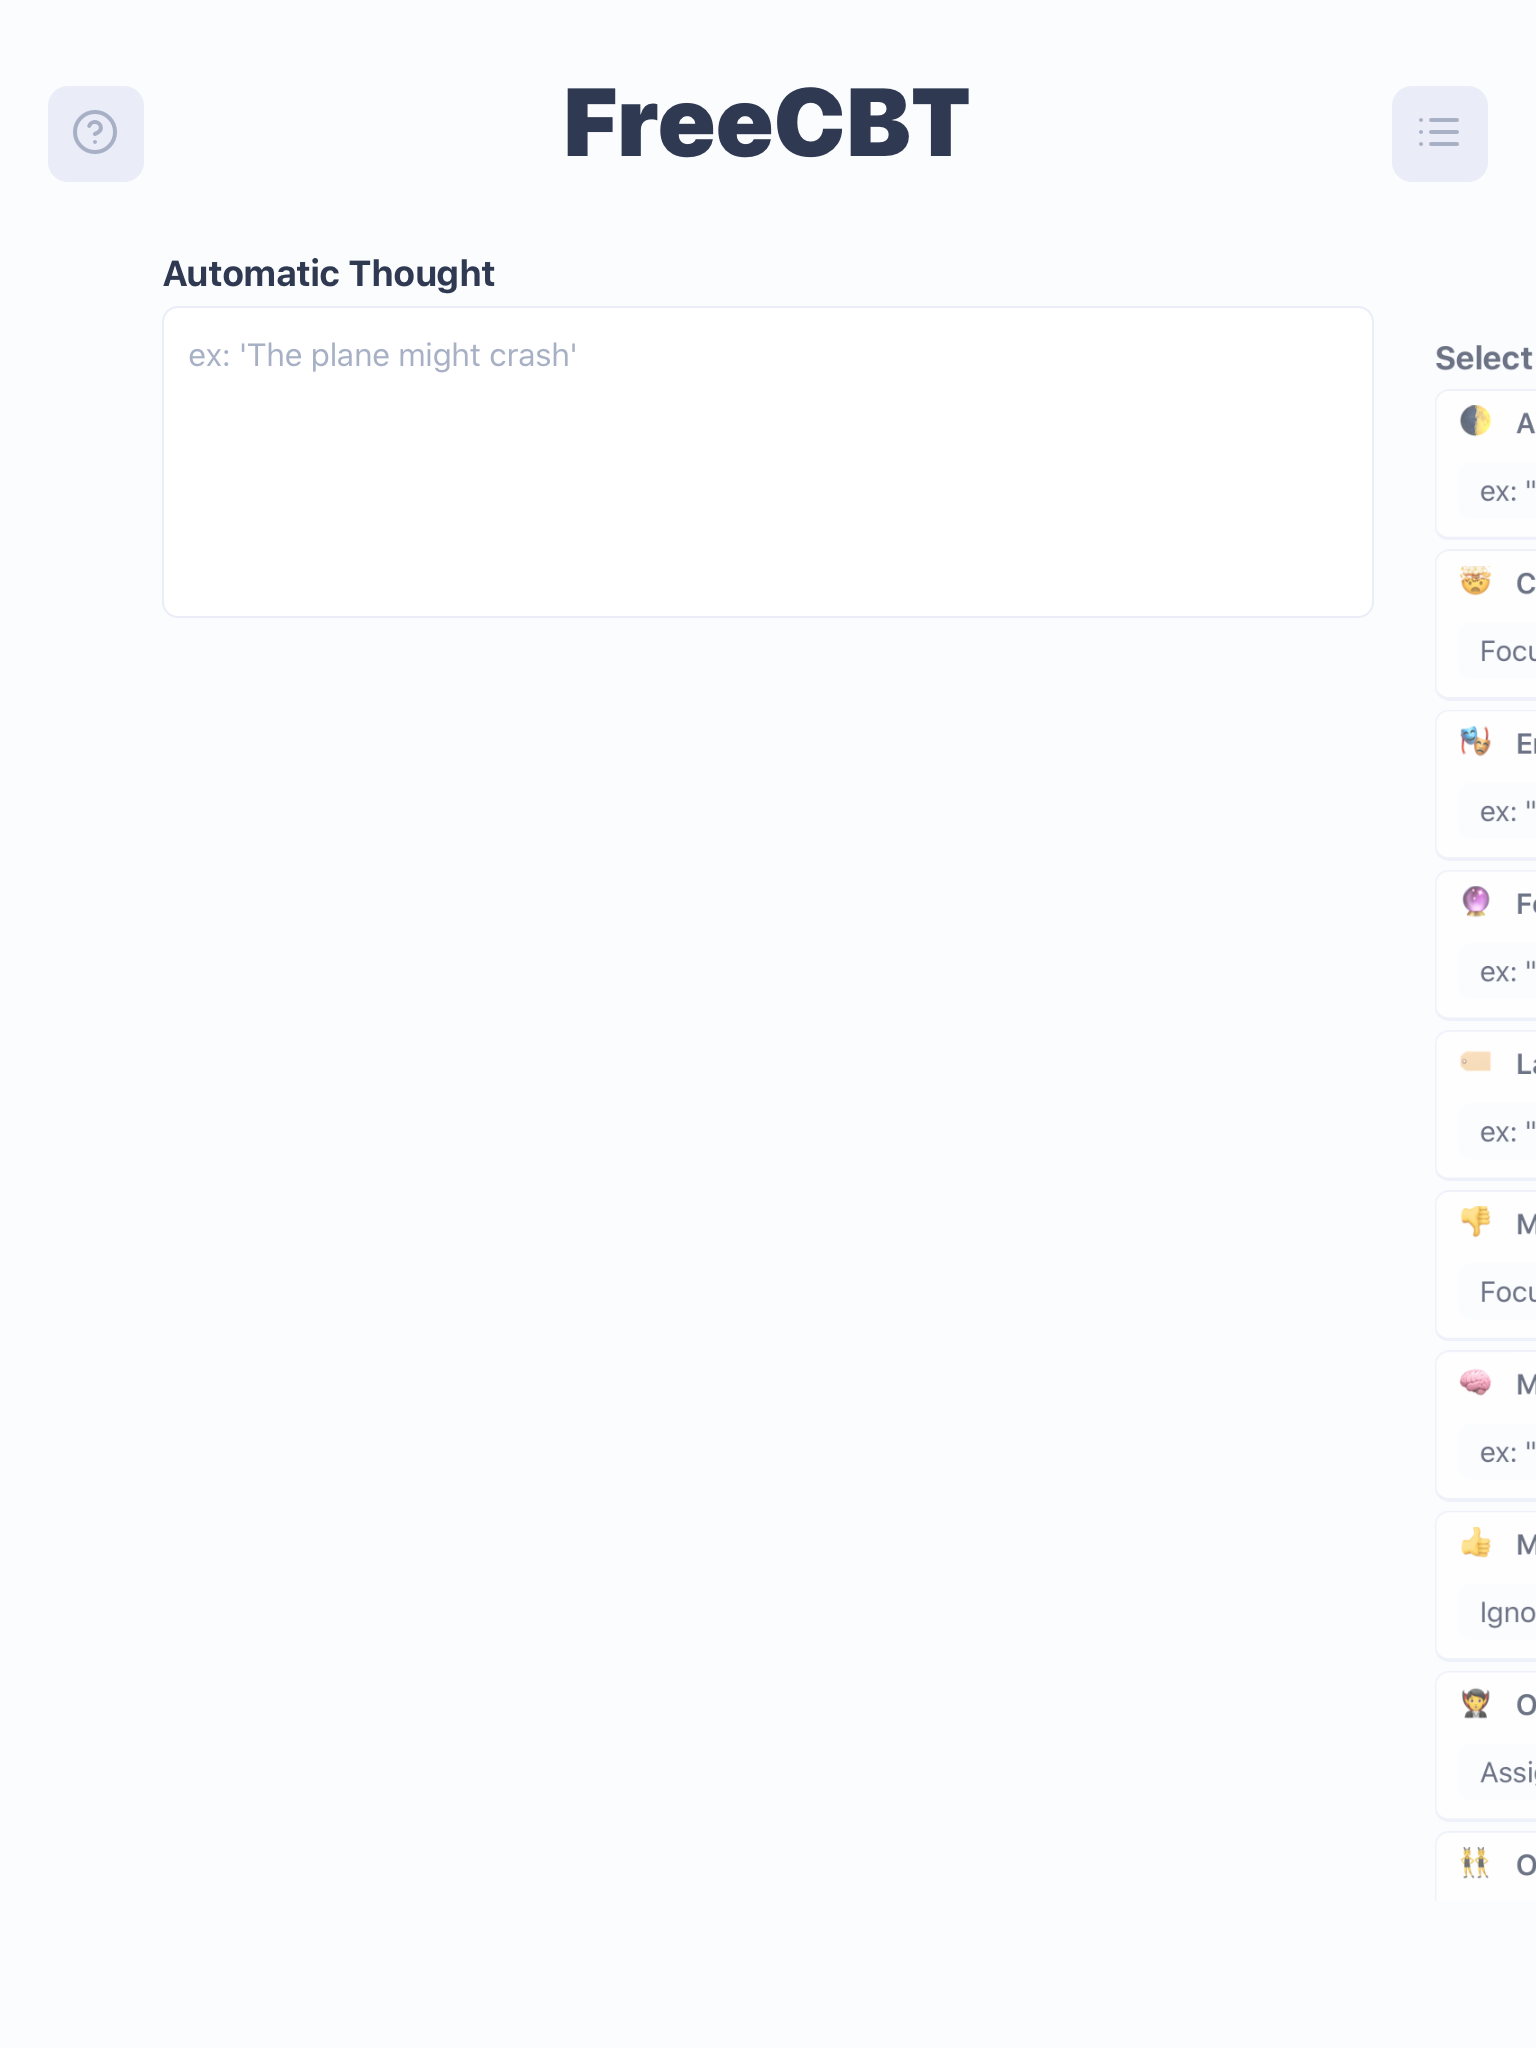 FreeCBT
Automatic Thought
ex: 'The plane might crash'
Select
A
ex: "
C
Focu
ex: "
F
ex: "
La
ex: "
M
Focu
M
ex: "
M
Igno
O
Assi
O